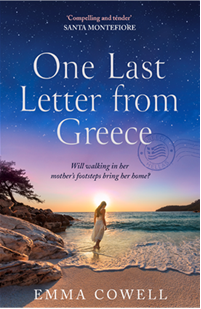 ‘Compelling and tender’
SANTA MONTEFIORE
One Last
Letter from
Greece
Will walking in her
mother’s footsteps bring her home?
EMMA COWELL